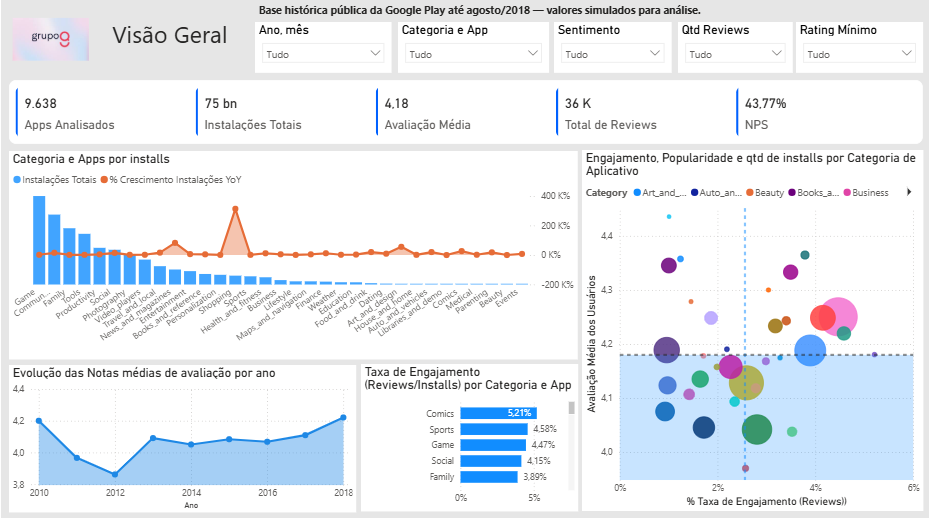 Base histórica pública da Google Play até agosto/2018 — valores simulados para análise.
grupo
Visão Geral
Ano, mês
Tudo
Categoria e App
Tudo
Sentimento
Tudo
Qtd Reviews
Tudo
Rating Mínimo
Tudo
9.638
Apps Analisados
75 bn
Instalações Totais
4,18
Avaliação Média
36 K
Total de Reviews
43,77%
NPS
Categoria e Apps por installs
Instalações Totais
% Crescimento Instalações YoY
400 K%
200 K%
0 K%
-200 K%
Game
Commun...
Family
Tools
Productivity
Social
Photography
Video_players
Travel_and_local
News_and_magazines
Entertainment
Books_and_reference
Personalization
Shopping
Sports
Health_and_fitness
Business
Lifestyle
Maps_and_navigation
Finance
Weather
Education
Food_and_drink
Dating
Art_and_design
House_and_home
Auto_and_vehicles
Libraries_and_demo
Comics
Medical
Parenting
Beauty
Events
Engajamento, Popularidade e qtd de installs por Categoria de
Aplicativo
Category
Art_and_...
Auto_an...
Beauty
Books_a...
Business
Avaliação Média dos Usuários
4,4
4,3
4,2
4,1
4,0
0%
2%
4%
6%
% Taxa de Engajamento (Reviews))
Evolução das Notas médias de avaliação por ano
4,4
4,2
4,0
3,8
2010
2012
2014
2016
2018
Ano
Taxa de Engajamento
(Reviews/Installs) por Categoria e App
Comics
5,21%
Sports
4,58%
Game
4,47%
Social
4,15%
Family
3,89%
0%
5%